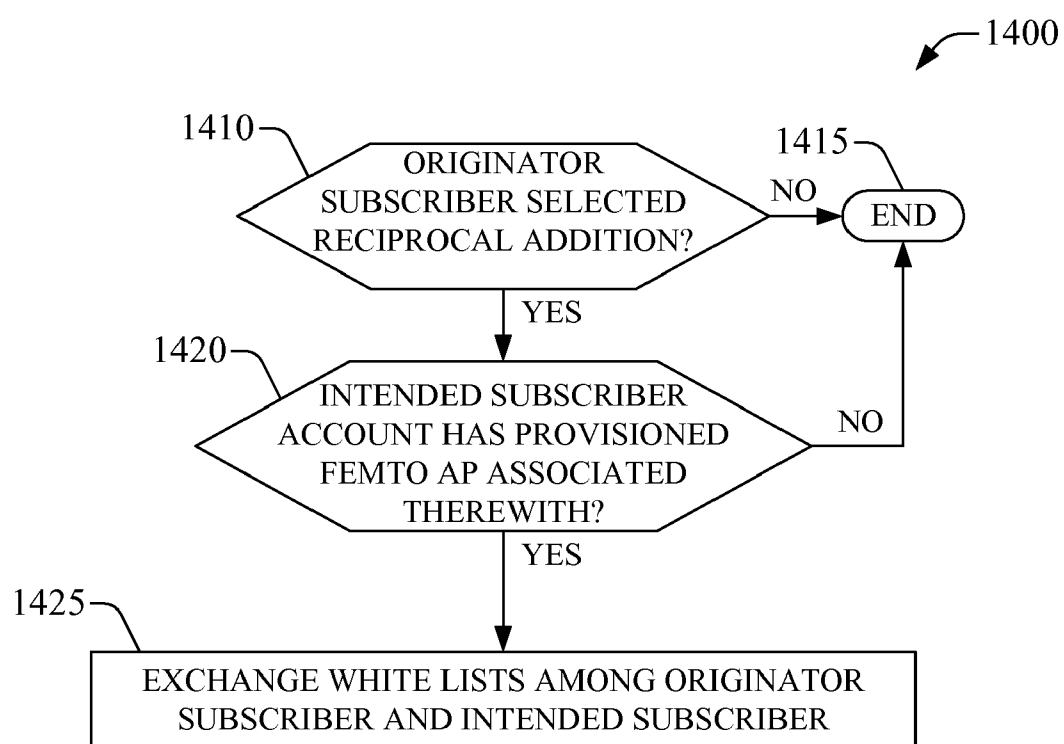 1400
1410
ORIGINATOR
SUBSCRIBER SELECTED
RECIPROCAL ADDITION?
NO
1415
END
YES
1420
INTENDED SUBSCRIBER
ACCOUNT HAS PROVISIONED
FEMTO AP ASSOCIATED
THEREWITH?
NO
YES
1425
EXCHANGE WHITE LISTS AMONG ORIGINATOR
SUBSCRIBER AND INTENDED SUBSCRIBER